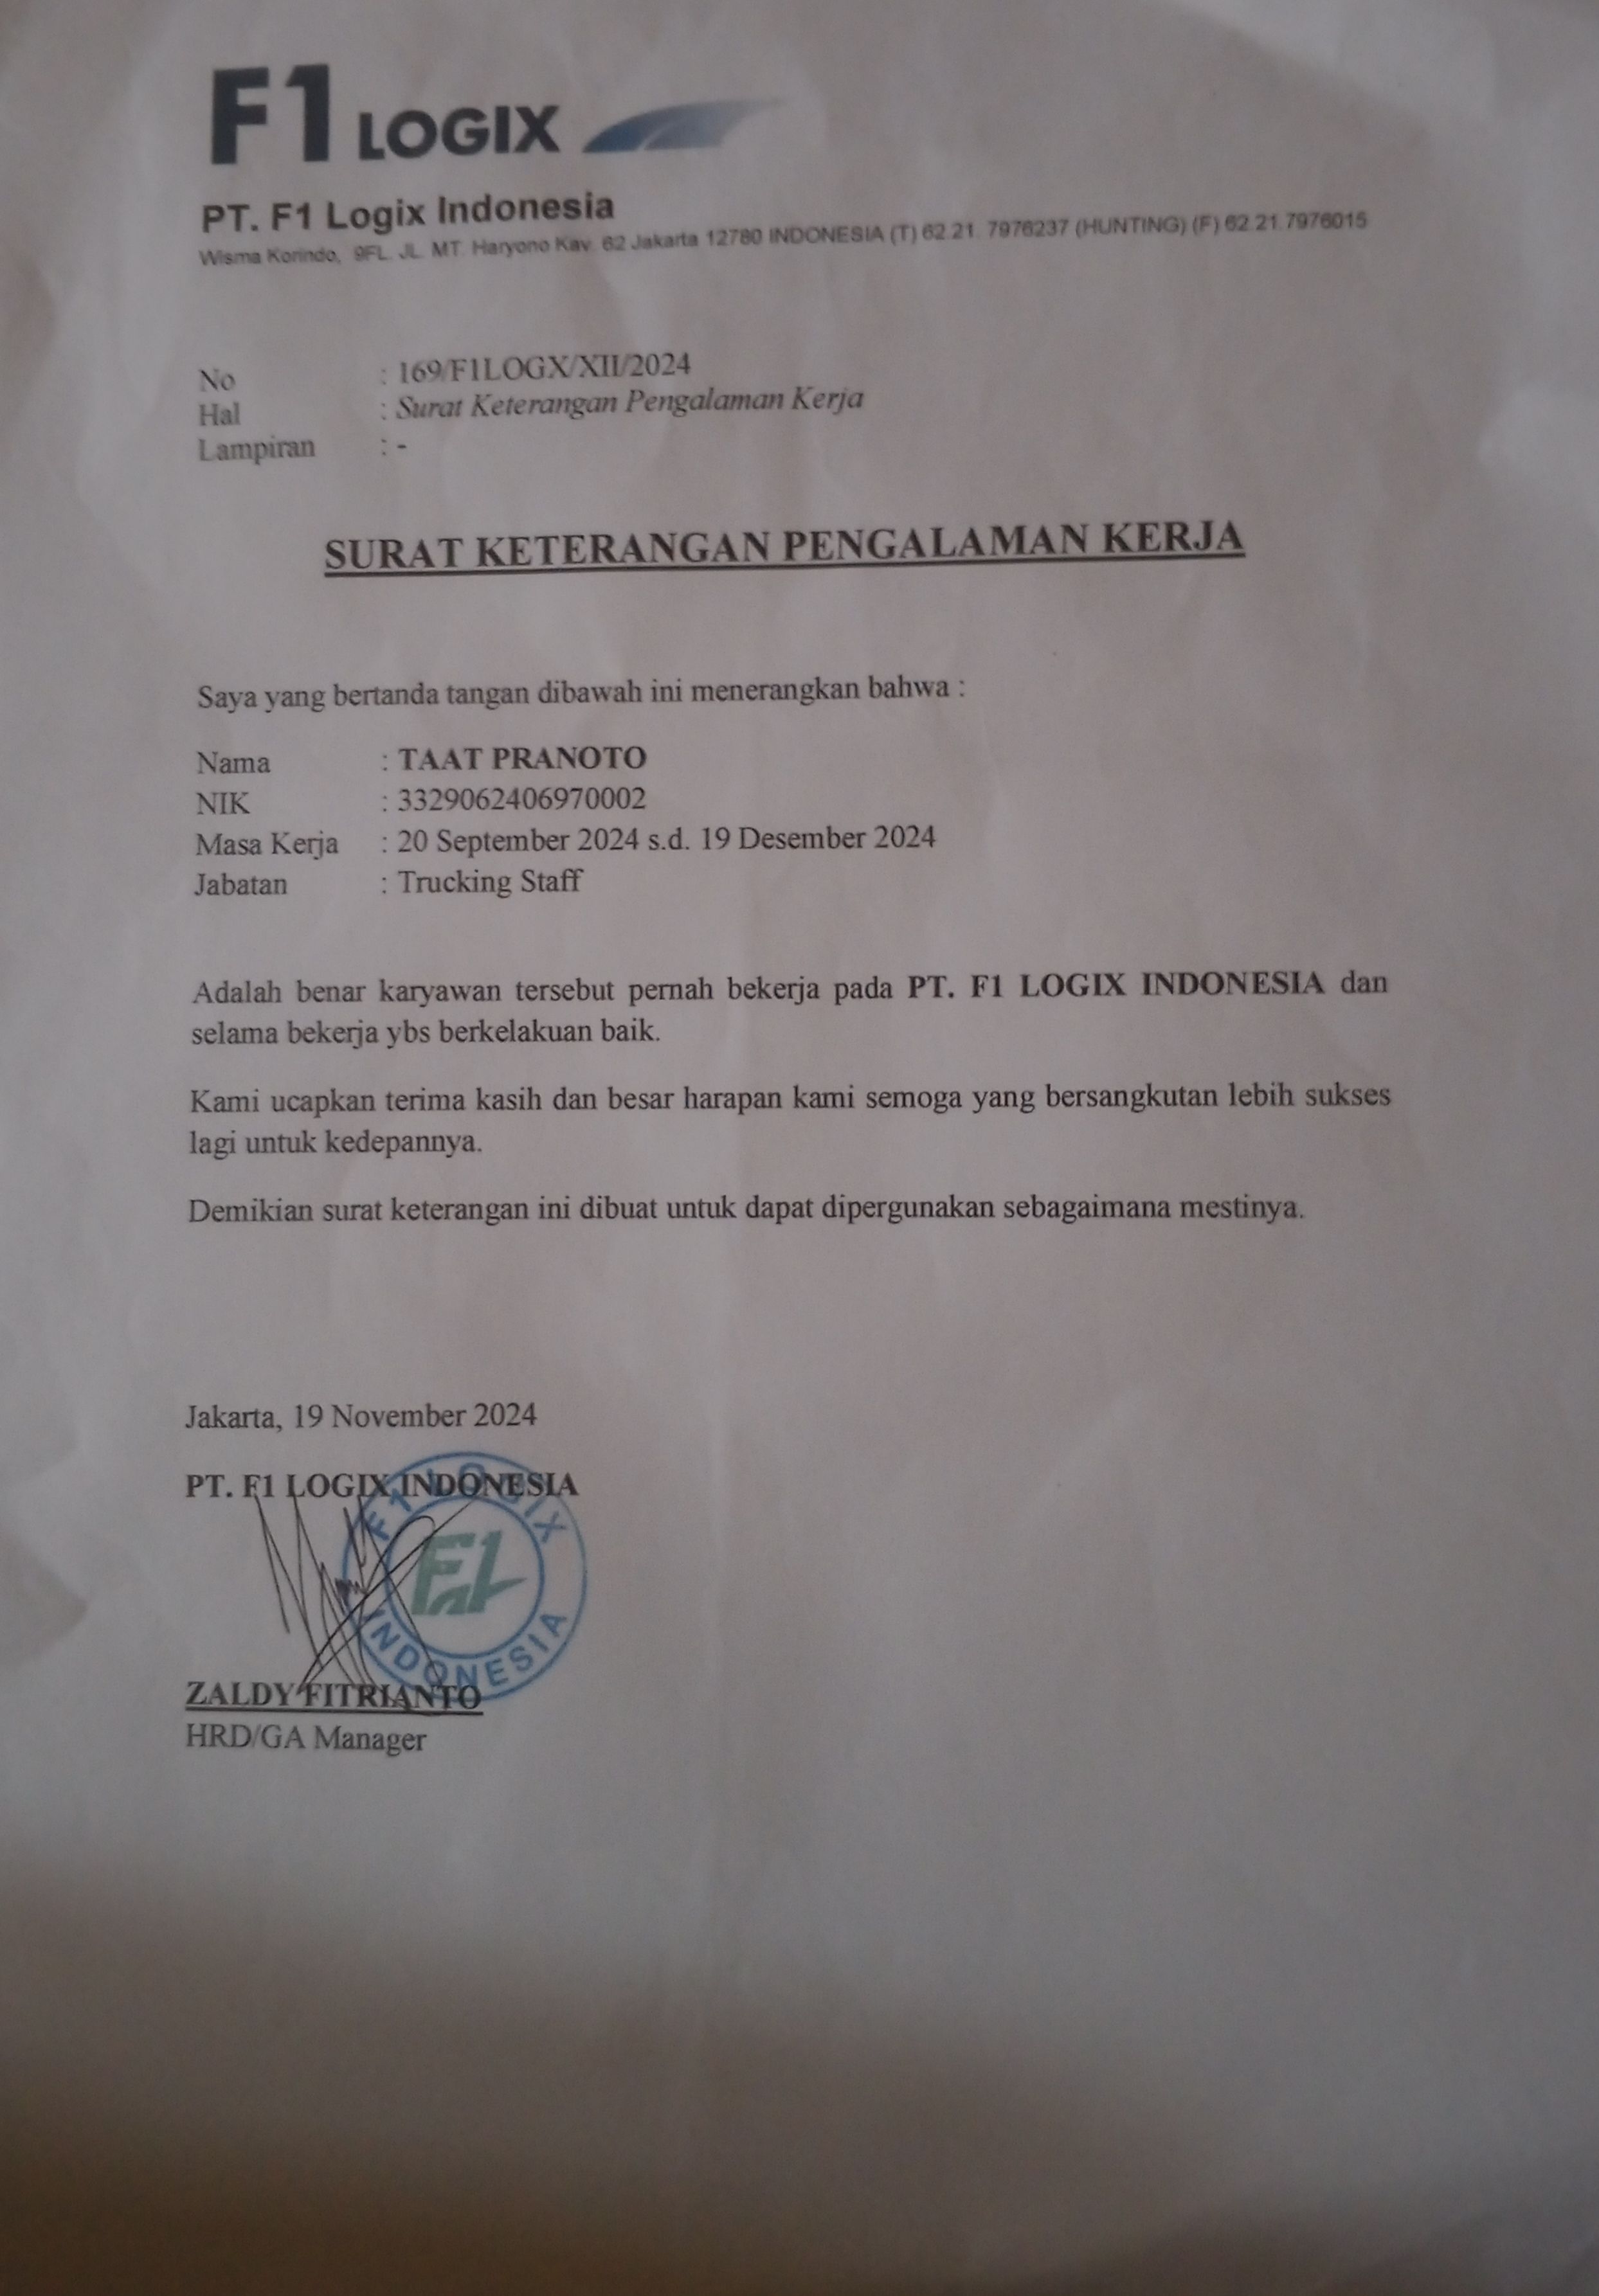 F1 LOGIX
PT. F1 Logix Indonesia
Wisma Korindo, 9FL. JL. MT. Haryono Kav. 62 Jakarta 12780 INDONESIA (T) 62.21. 7976237 (HUNTING) (F) 62.21.7976015
No : 169/F1LOGX/XII/2024
Hal : Surat Keterangan Pengalaman Kerja
Lampiran : -
SURAT KETERANGAN PENGALAMAN KERJA
Saya yang bertanda tangan dibawah ini menerangkan bahwa :
Nama : TAAT PRANOTO
NIK : 3329062406970002
Masa Kerja : 20 September 2024 s.d. 19 Desember 2024
Jabatan : Trucking Staff
Adalah benar karyawan tersebut pernah bekerja pada PT. F1 LOGIX INDONESIA dan
selama bekerja ybs berkelakuan baik.
Kami ucapkan terima kasih dan besar harapan kami semoga yang bersangkutan lebih sukses
lagi untuk kedepannya.
Demikian surat keterangan ini dibuat untuk dapat dipergunakan sebagaimana mestinya.
Jakarta, 19 November 2024
PT. F1 LOGIX INDONESIA
F1 LOGIX
F1
INDONESIA
ZALDY FITRIANTO
HRD/GA Manager